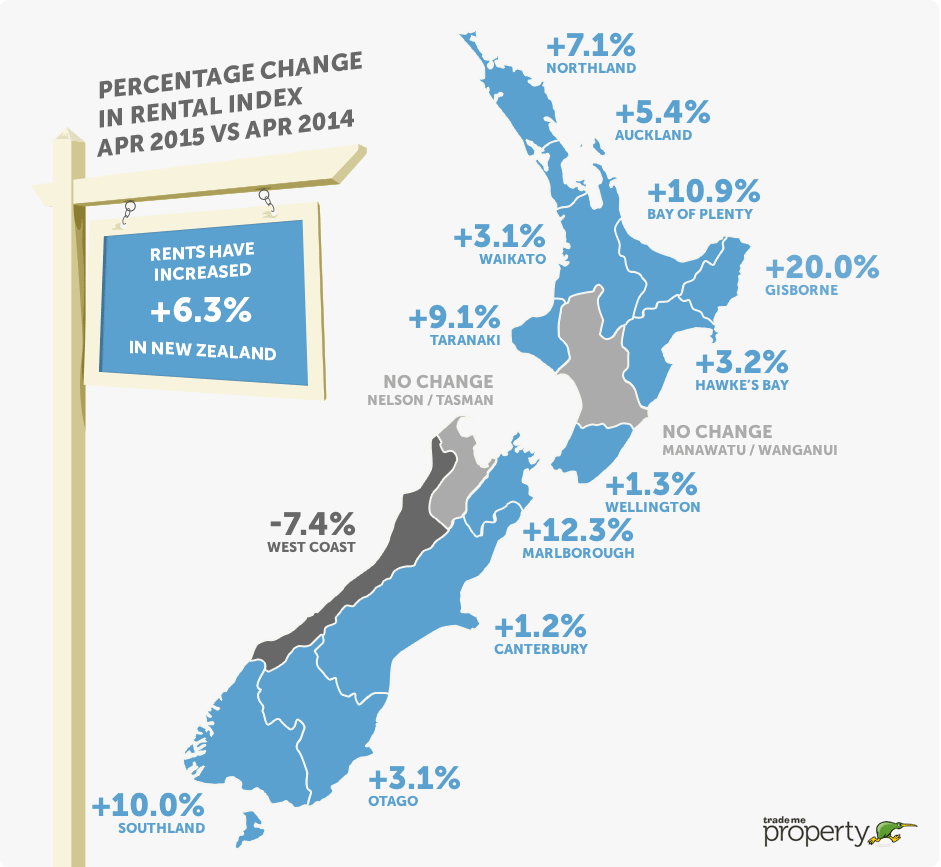 PERCENTAGE CHANGE
IN RENTAL INDEX
APR 2015 VS APR 2014
RENTS HAVE
INCREASED
+6.3%
IN NEW ZEALAND
+7.1%
NORTHLAND
+5.4%
AUCKLAND
+10.9%
BAY OF PLENTY
+3.1%
WAIKATO
+20.0%
GISBORNE
+9.1%
TARANAKI
+3.2%
HAWKE'S BAY
NO CHANGE
NELSON / TASMAN
NO CHANGE
MANAWATU / WANGANUI
+1.3%
WELLINGTON
-7.4%
WEST COAST
+12.3%
MARLBOROUGH
+1.2%
CANTERBURY
+3.1%
OTAGO
+10.0%
SOUTHLAND
trade me
property